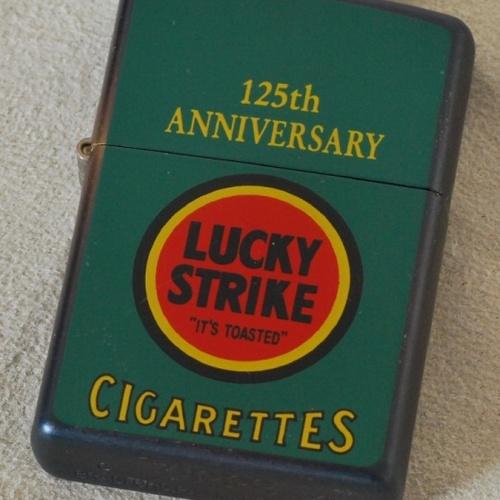 125th
ANNIVERSARY
LUCKY
STRIKE
"IT'S TOASTED"
CIGARETTES